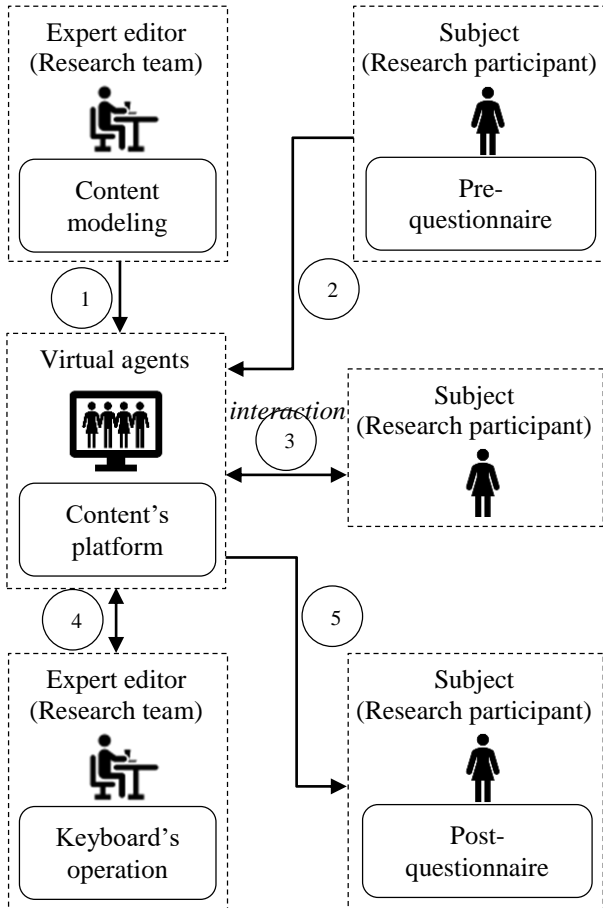 Expert editor
(Research team)
Content
modeling
Subject
(Research participant)
Pre-
questionnaire
1
2
Virtual agents
Content's
platform
interaction
3
Subject
(Research participant)
4
5
Expert editor
(Research team)
Keyboard's
operation
Subject
(Research participant)
Post-
questionnaire